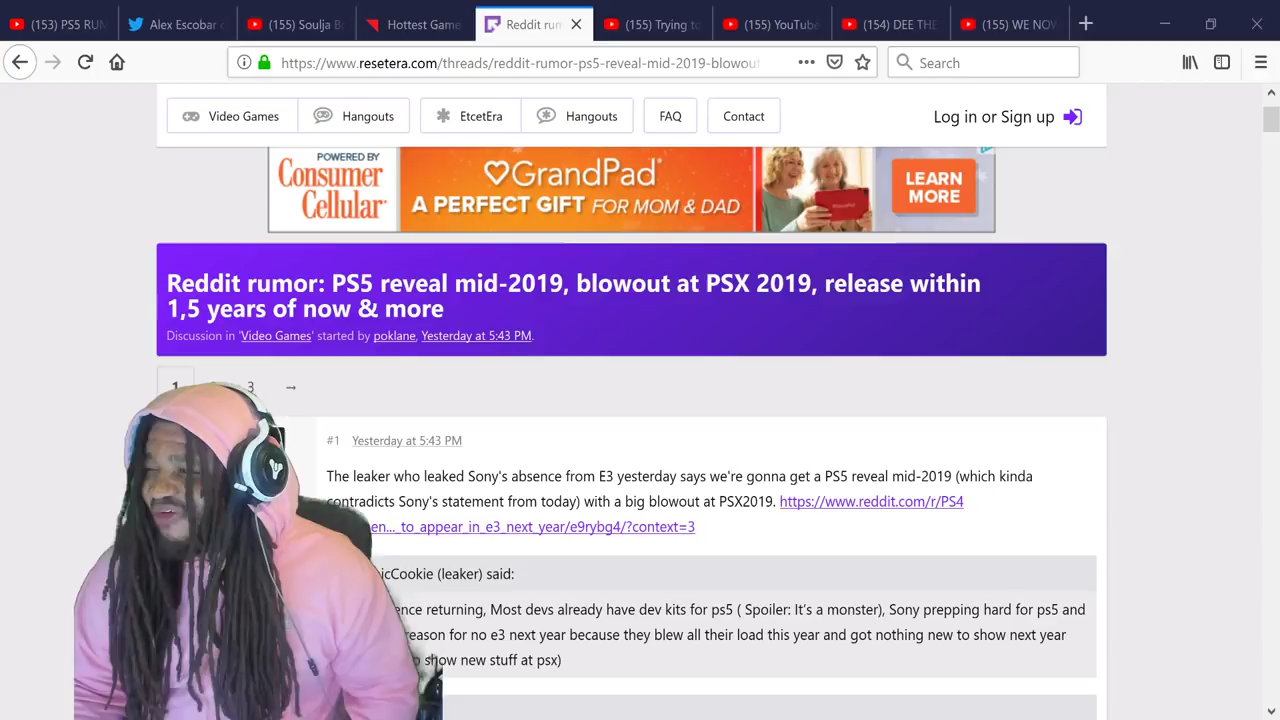 (153) PS5 RUM
Alex Escobar
(155) Soulja B
Hottest Game
Reddit rum
(155) Trying to
(155) YouTube
(154) DEE THE
(155) WE NOW
https://www.resetera.com/threads/reddit-rumor-ps5-reveal-mid-2019-blowout
Search
Video Games
Hangouts
EtcetEra
Hangouts
FAQ
Contact
Log in or Sign up
POWERED BY
Consumer
Cellular
GrandPad
A PERFECT GIFT FOR MOM & DAD
LEARN
MORE
Reddit rumor: PS5 reveal mid-2019, blowout at PSX 2019, release within
1,5 years of now & more
Discussion in 'Video Games' started by poklane, Yesterday at 5:43 PM.
1 3 →
#1 Yesterday at 5:43 PM
The leaker who leaked Sony's absence from E3 yesterday says we're gonna get a PS5 reveal mid-2019 (which kinda
contradicts Sony's statement from today) with a big blowout at PSX2019. https://www.reddit.com/r/PS4
en..._to_appear_in_e3_next_year/e9rybg4/?context=3
icCookie (leaker) said:
ence returning, Most devs already have dev kits for ps5 ( Spoiler: It's a monster), Sony prepping hard for ps5 and
reason for no e3 next year because they blew all their load this year and got nothing new to show next year
show new stuff at psx)